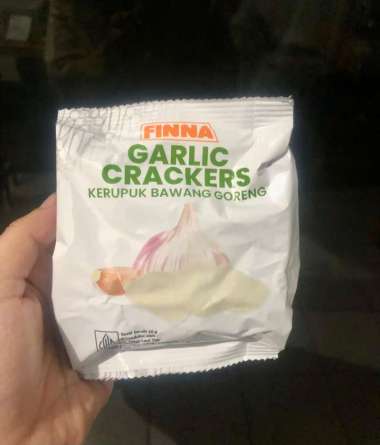 FINNA
GARLIC
CRACKERS
KERUPUK BAWANG GORENG